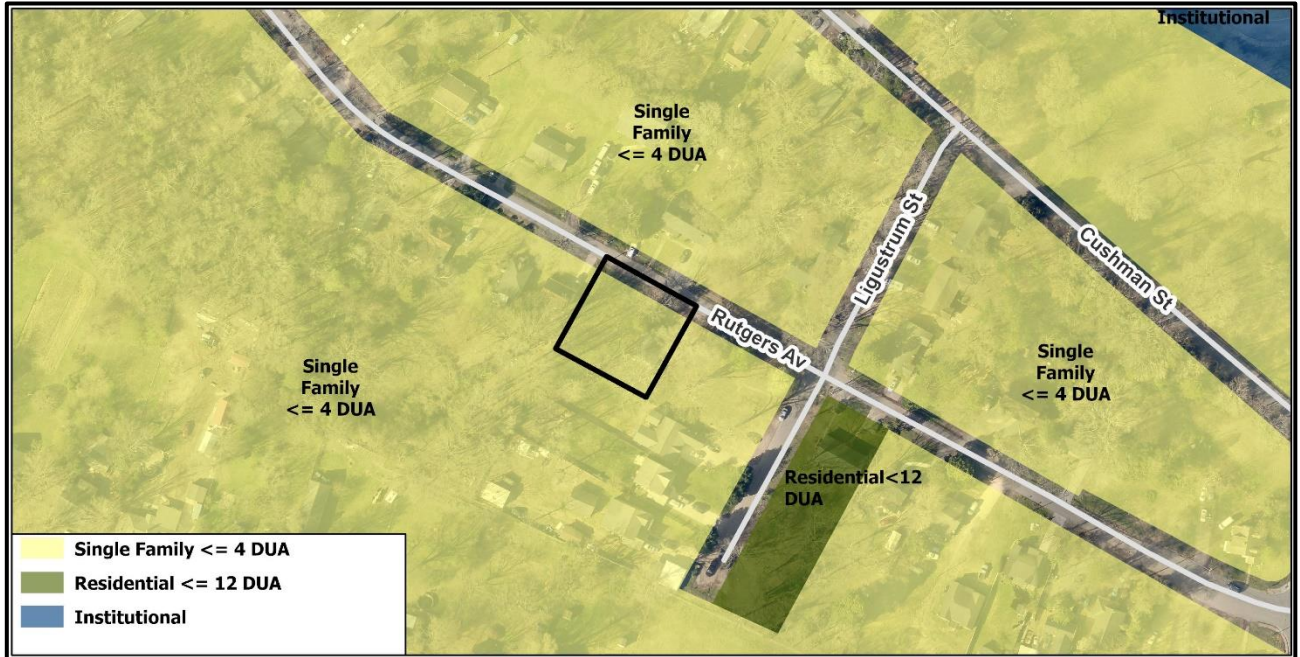 Institutional
Single
Family
<= 4 DUA
Ligustrum St
Cushman St
Rutgers Av
Single
Family
<= 4 DUA
Single
Family
<= 4 DUA
Residential<12
DUA
Single Family <= 4 DUA
Residential <= 12 DUA
Institutional